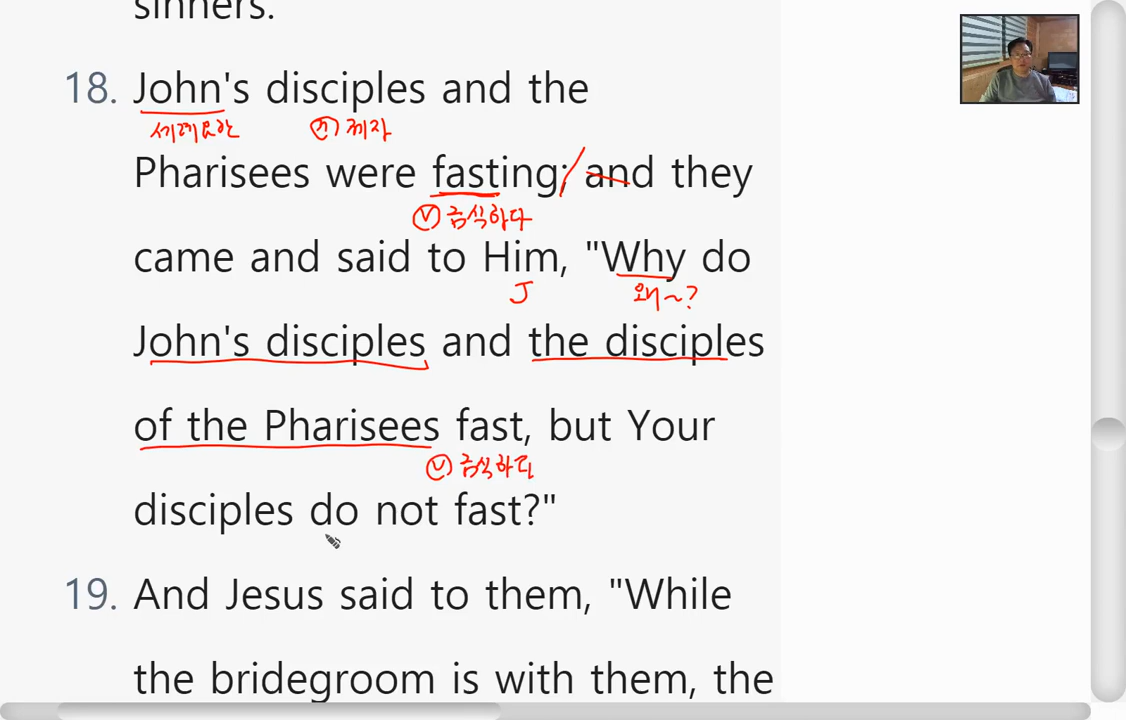 sinners.
18. John's disciples and the
세례요한 ⓝ 제자
Pharisees were fasting; and they
ⓥ 금식하다
came and said to Him, "Why do
J 왜~?
John's disciples and the disciples
of the Pharisees fast, but Your
ⓥ 금식하다
disciples do not fast?"
19. And Jesus said to them, "While
the bridegroom is with them, the